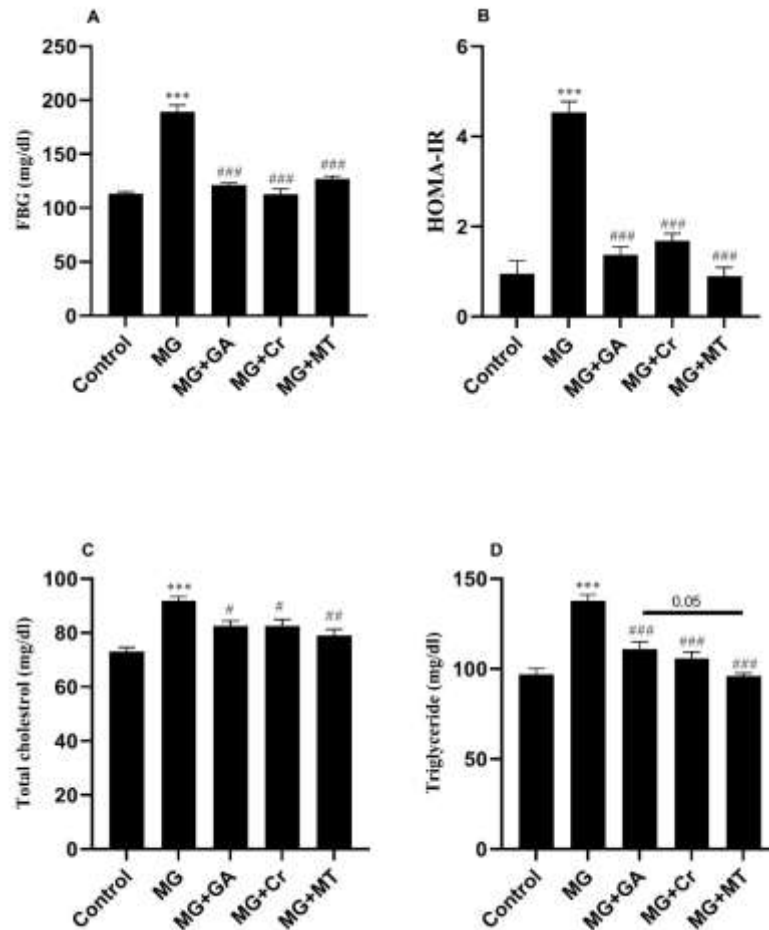 A
FBG (mg/dl)
250
200
150
100
50
0
***
###
###
###
Control
MG
MG+GA
MG+Cr
MG+MT
B
HOMA-IR
6
4
2
0
***
###
###
###
Control
MG
MG+GA
MG+Cr
MG+MT
C
Total cholestrol (mg/dl)
100
80
60
40
20
0
***
#
#
##
Control
MG
MG+GA
MG+Cr
MG+MT
D
Triglyceride (mg/dl)
150
100
50
0
***
0.05
###
###
###
Control
MG
MG+GA
MG+Cr
MG+MT